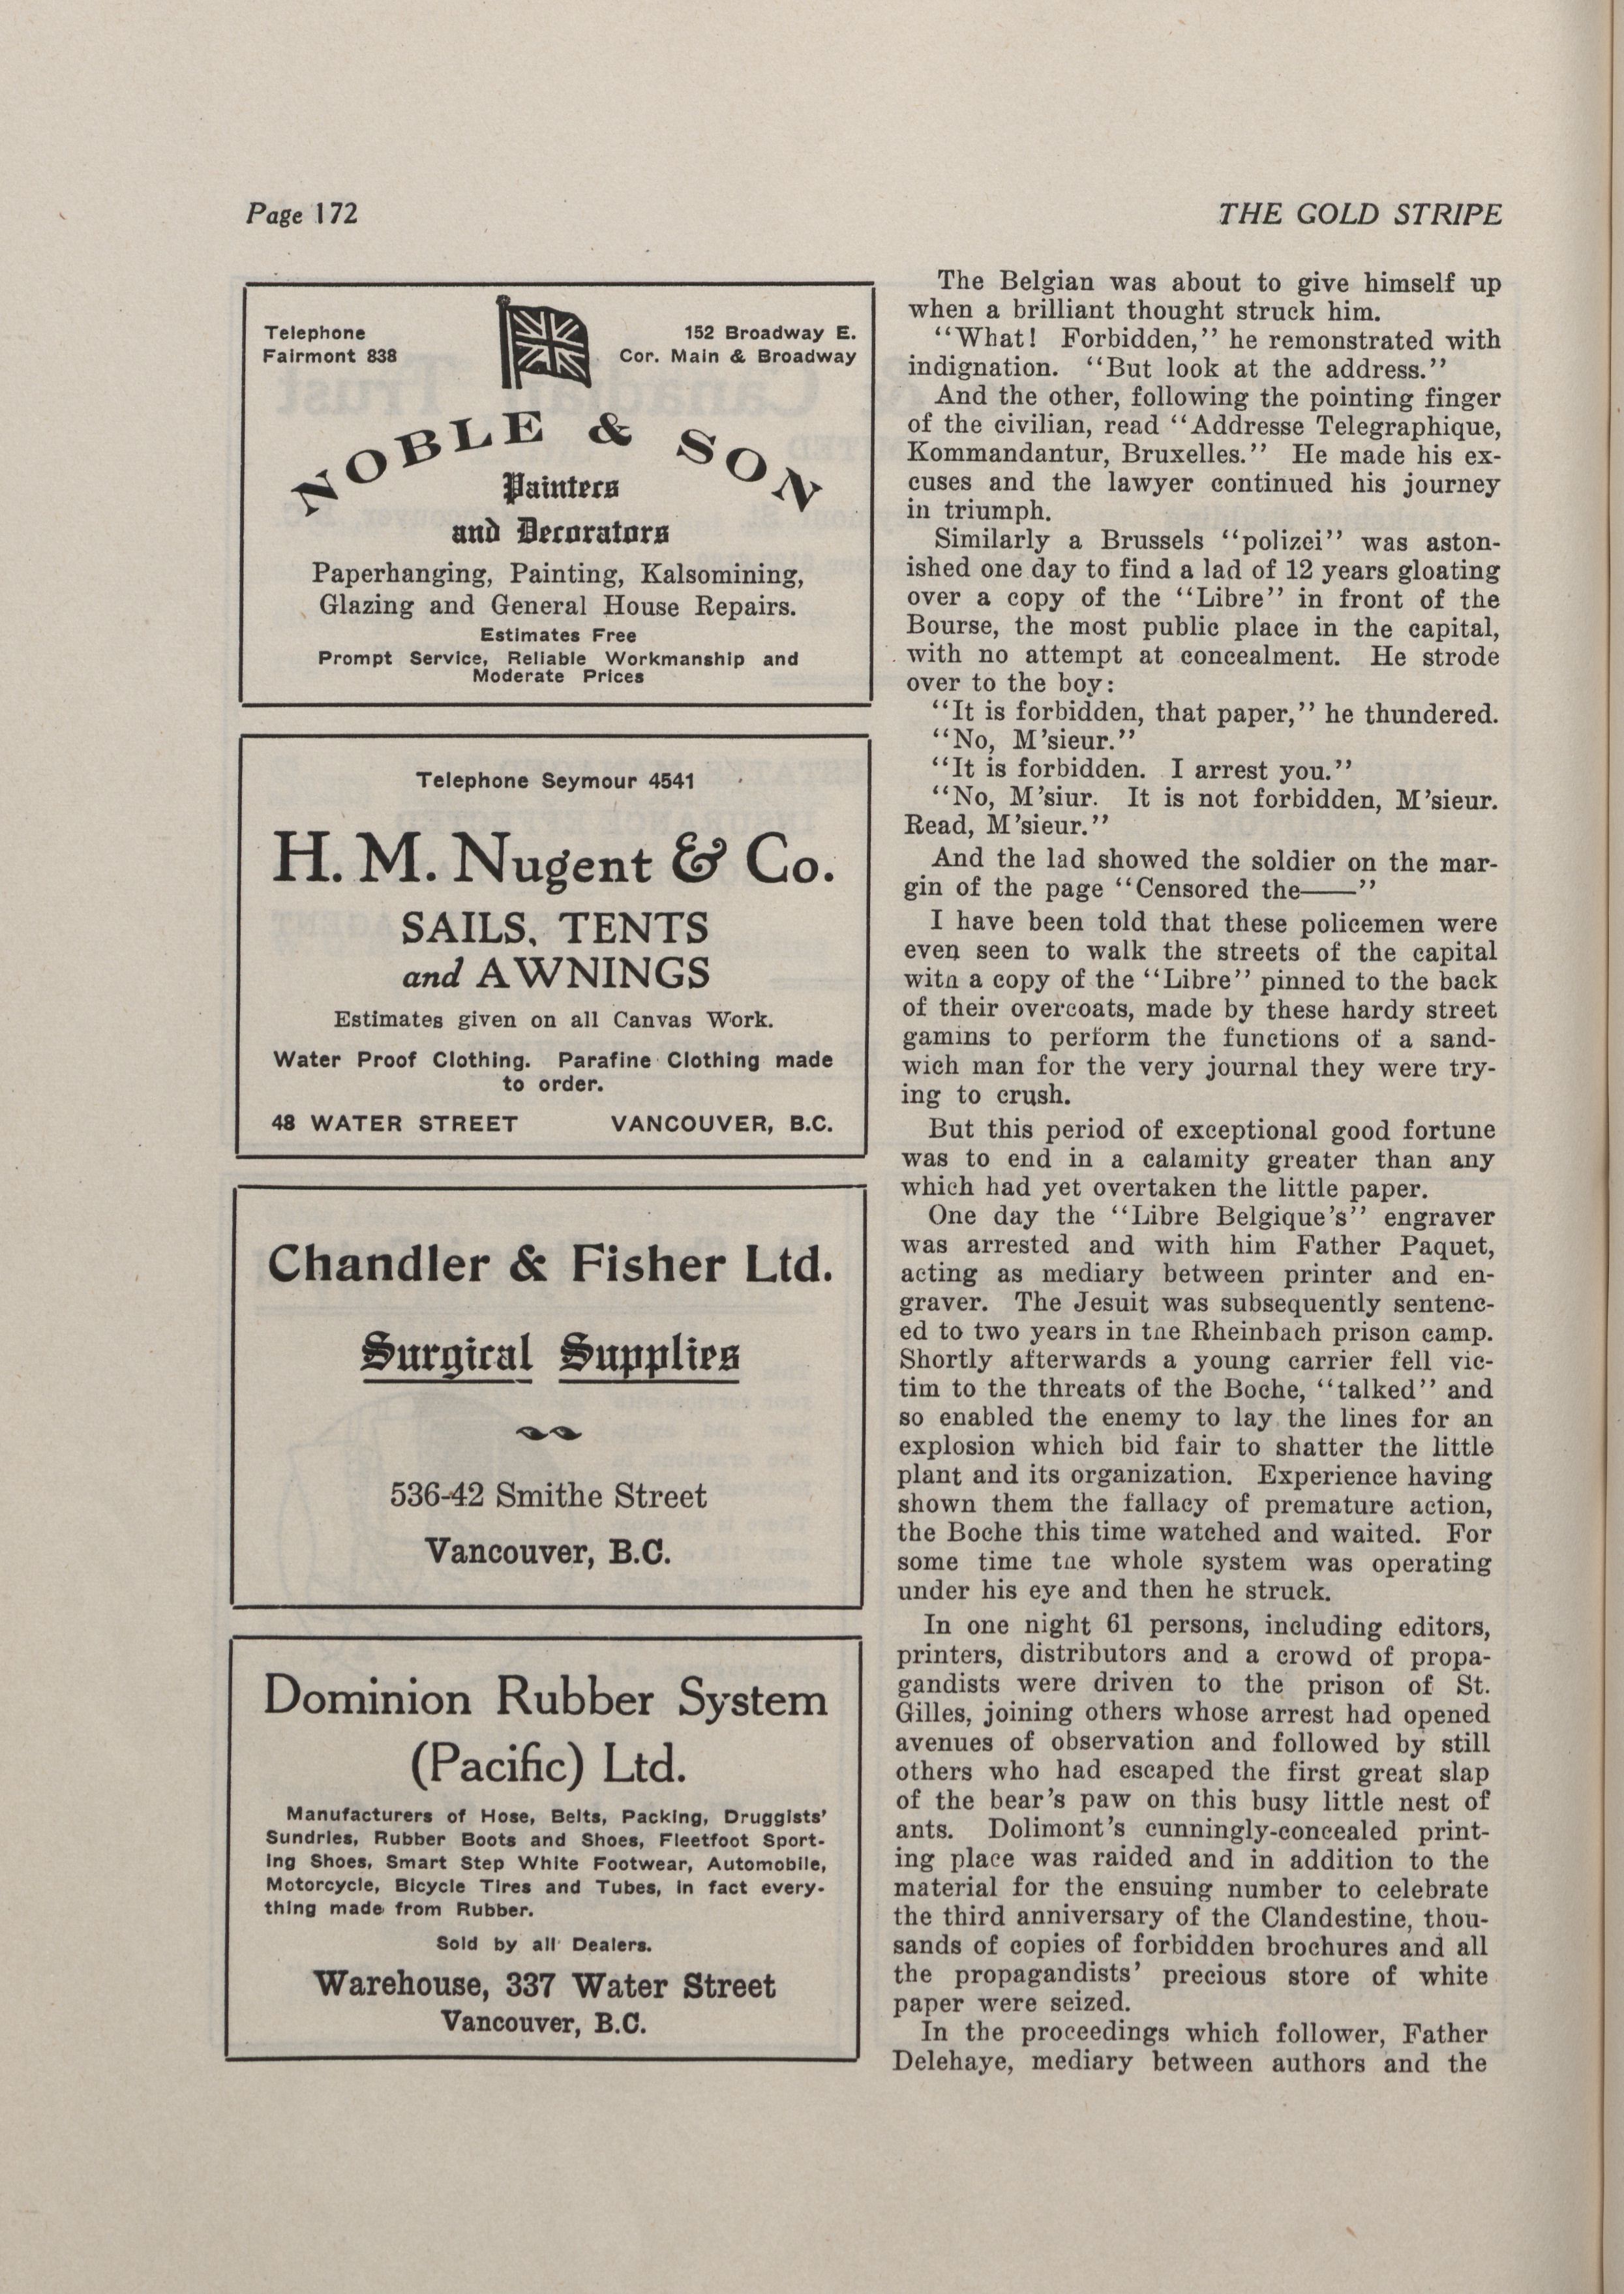 Page 172
THE GOLD STRIPE
Telephone
Fairmont 838
152 Broadway E.
Cor. Main & Broadway
NOBLE & SON
Painters
and Decorators
Paperhanging, Painting, Kalsomining,
Glazing and General House Repairs.
Estimates Free
Prompt Service, Reliable Workmanship and
Moderate Prices
Telephone Seymour 4541
H. M. Nugent & Co.
SAILS, TENTS
and AWNINGS
Estimates given on all Canvas Work.
Water Proof Clothing. Parafine Clothing made
to order.
48 WATER STREET VANCOUVER, B.C.
Chandler & Fisher Ltd.
Surgical Supplies
536-42 Smithe Street
Vancouver, B.C.
Dominion Rubber System
(Pacific) Ltd.
Manufacturers of Hose, Belts, Packing, Druggists'
Sundries, Rubber Boots and Shoes, Fleetfoot Sport-
ing Shoes, Smart Step White Footwear, Automobile,
Motorcycle, Bicycle Tires and Tubes, in fact every-
thing made from Rubber.
Sold by all Dealers.
Warehouse, 337 Water Street
Vancouver, B.C.
The Belgian was about to give himself up
when a brilliant thought struck him.
"What! Forbidden," he remonstrated with
indignation. "But look at the address."
And the other, following the pointing finger
of the civilian, read "Addresse Telegraphique,
Kommandantur, Bruxelles." He made his ex-
cuses and the lawyer continued his journey
in triumph.
Similarly a Brussels "polizei" was aston-
ished one day to find a lad of 12 years gloating
over a copy of the "Libre" in front of the
Bourse, the most public place in the capital,
with no attempt at concealment. He strode
over to the boy:
"It is forbidden, that paper," he thundered.
"No, M'sieur."
"It is forbidden. I arrest you."
"No, M'siur. It is not forbidden, M'sieur.
Read, M'sieur."
And the lad showed the soldier on the mar-
gin of the page "Censored the——"
I have been told that these policemen were
even seen to walk the streets of the capital
with a copy of the "Libre" pinned to the back
of their overcoats, made by these hardy street
gamins to perform the functions of a sand-
wich man for the very journal they were try-
ing to crush.
But this period of exceptional good fortune
was to end in a calamity greater than any
which had yet overtaken the little paper.
One day the "Libre Belgique's" engraver
was arrested and with him Father Paquet,
acting as mediary between printer and en-
graver. The Jesuit was subsequently sentenc-
ed to two years in the Rheinbach prison camp.
Shortly afterwards a young carrier fell vic-
tim to the threats of the Boche, "talked" and
so enabled the enemy to lay the lines for an
explosion which bid fair to shatter the little
plant and its organization. Experience having
shown them the fallacy of premature action,
the Boche this time watched and waited. For
some time the whole system was operating
under his eye and then he struck.
In one night 61 persons, including editors,
printers, distributors and a crowd of propa-
gandists were driven to the prison of St.
Gilles, joining others whose arrest had opened
avenues of observation and followed by still
others who had escaped the first great slap
of the bear's paw on this busy little nest of
ants. Dolimont's cunningly-concealed print-
ing place was raided and in addition to the
material for the ensuing number to celebrate
the third anniversary of the Clandestine, thou-
sands of copies of forbidden brochures and all
the propagandists' precious store of white
paper were seized.
In the proceedings which follower, Father
Delehaye, mediary between authors and the